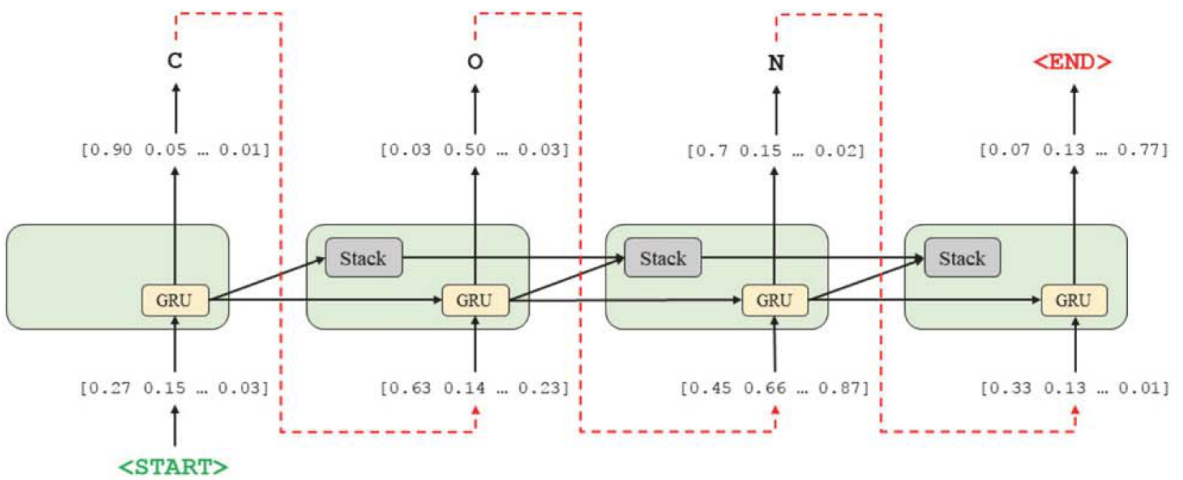 C O N <END>
[0.90 0.05 … 0.01] [0.03 0.50 … 0.03] [0.7 0.15 … 0.02] [0.07 0.13 … 0.77]
Stack Stack Stack
GRU GRU GRU GRU
[0.27 0.15 … 0.03] [0.63 0.14 … 0.23] [0.45 0.66 … 0.87] [0.33 0.13 … 0.01]
<START>